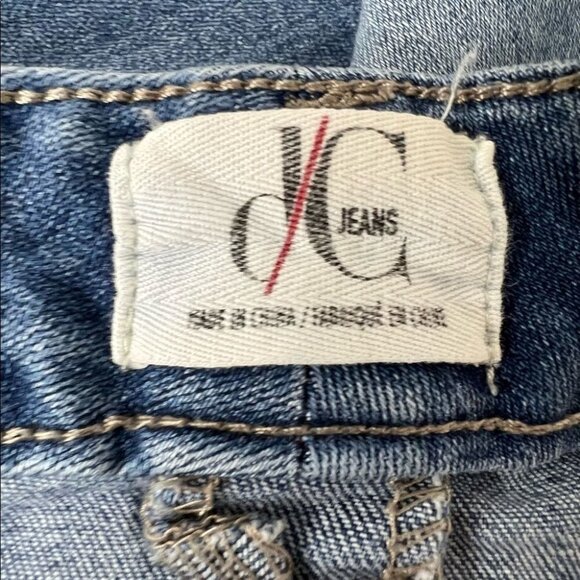 d/C
JEANS
MADE IN CHINA / FABRIQUÉ EN CHINE